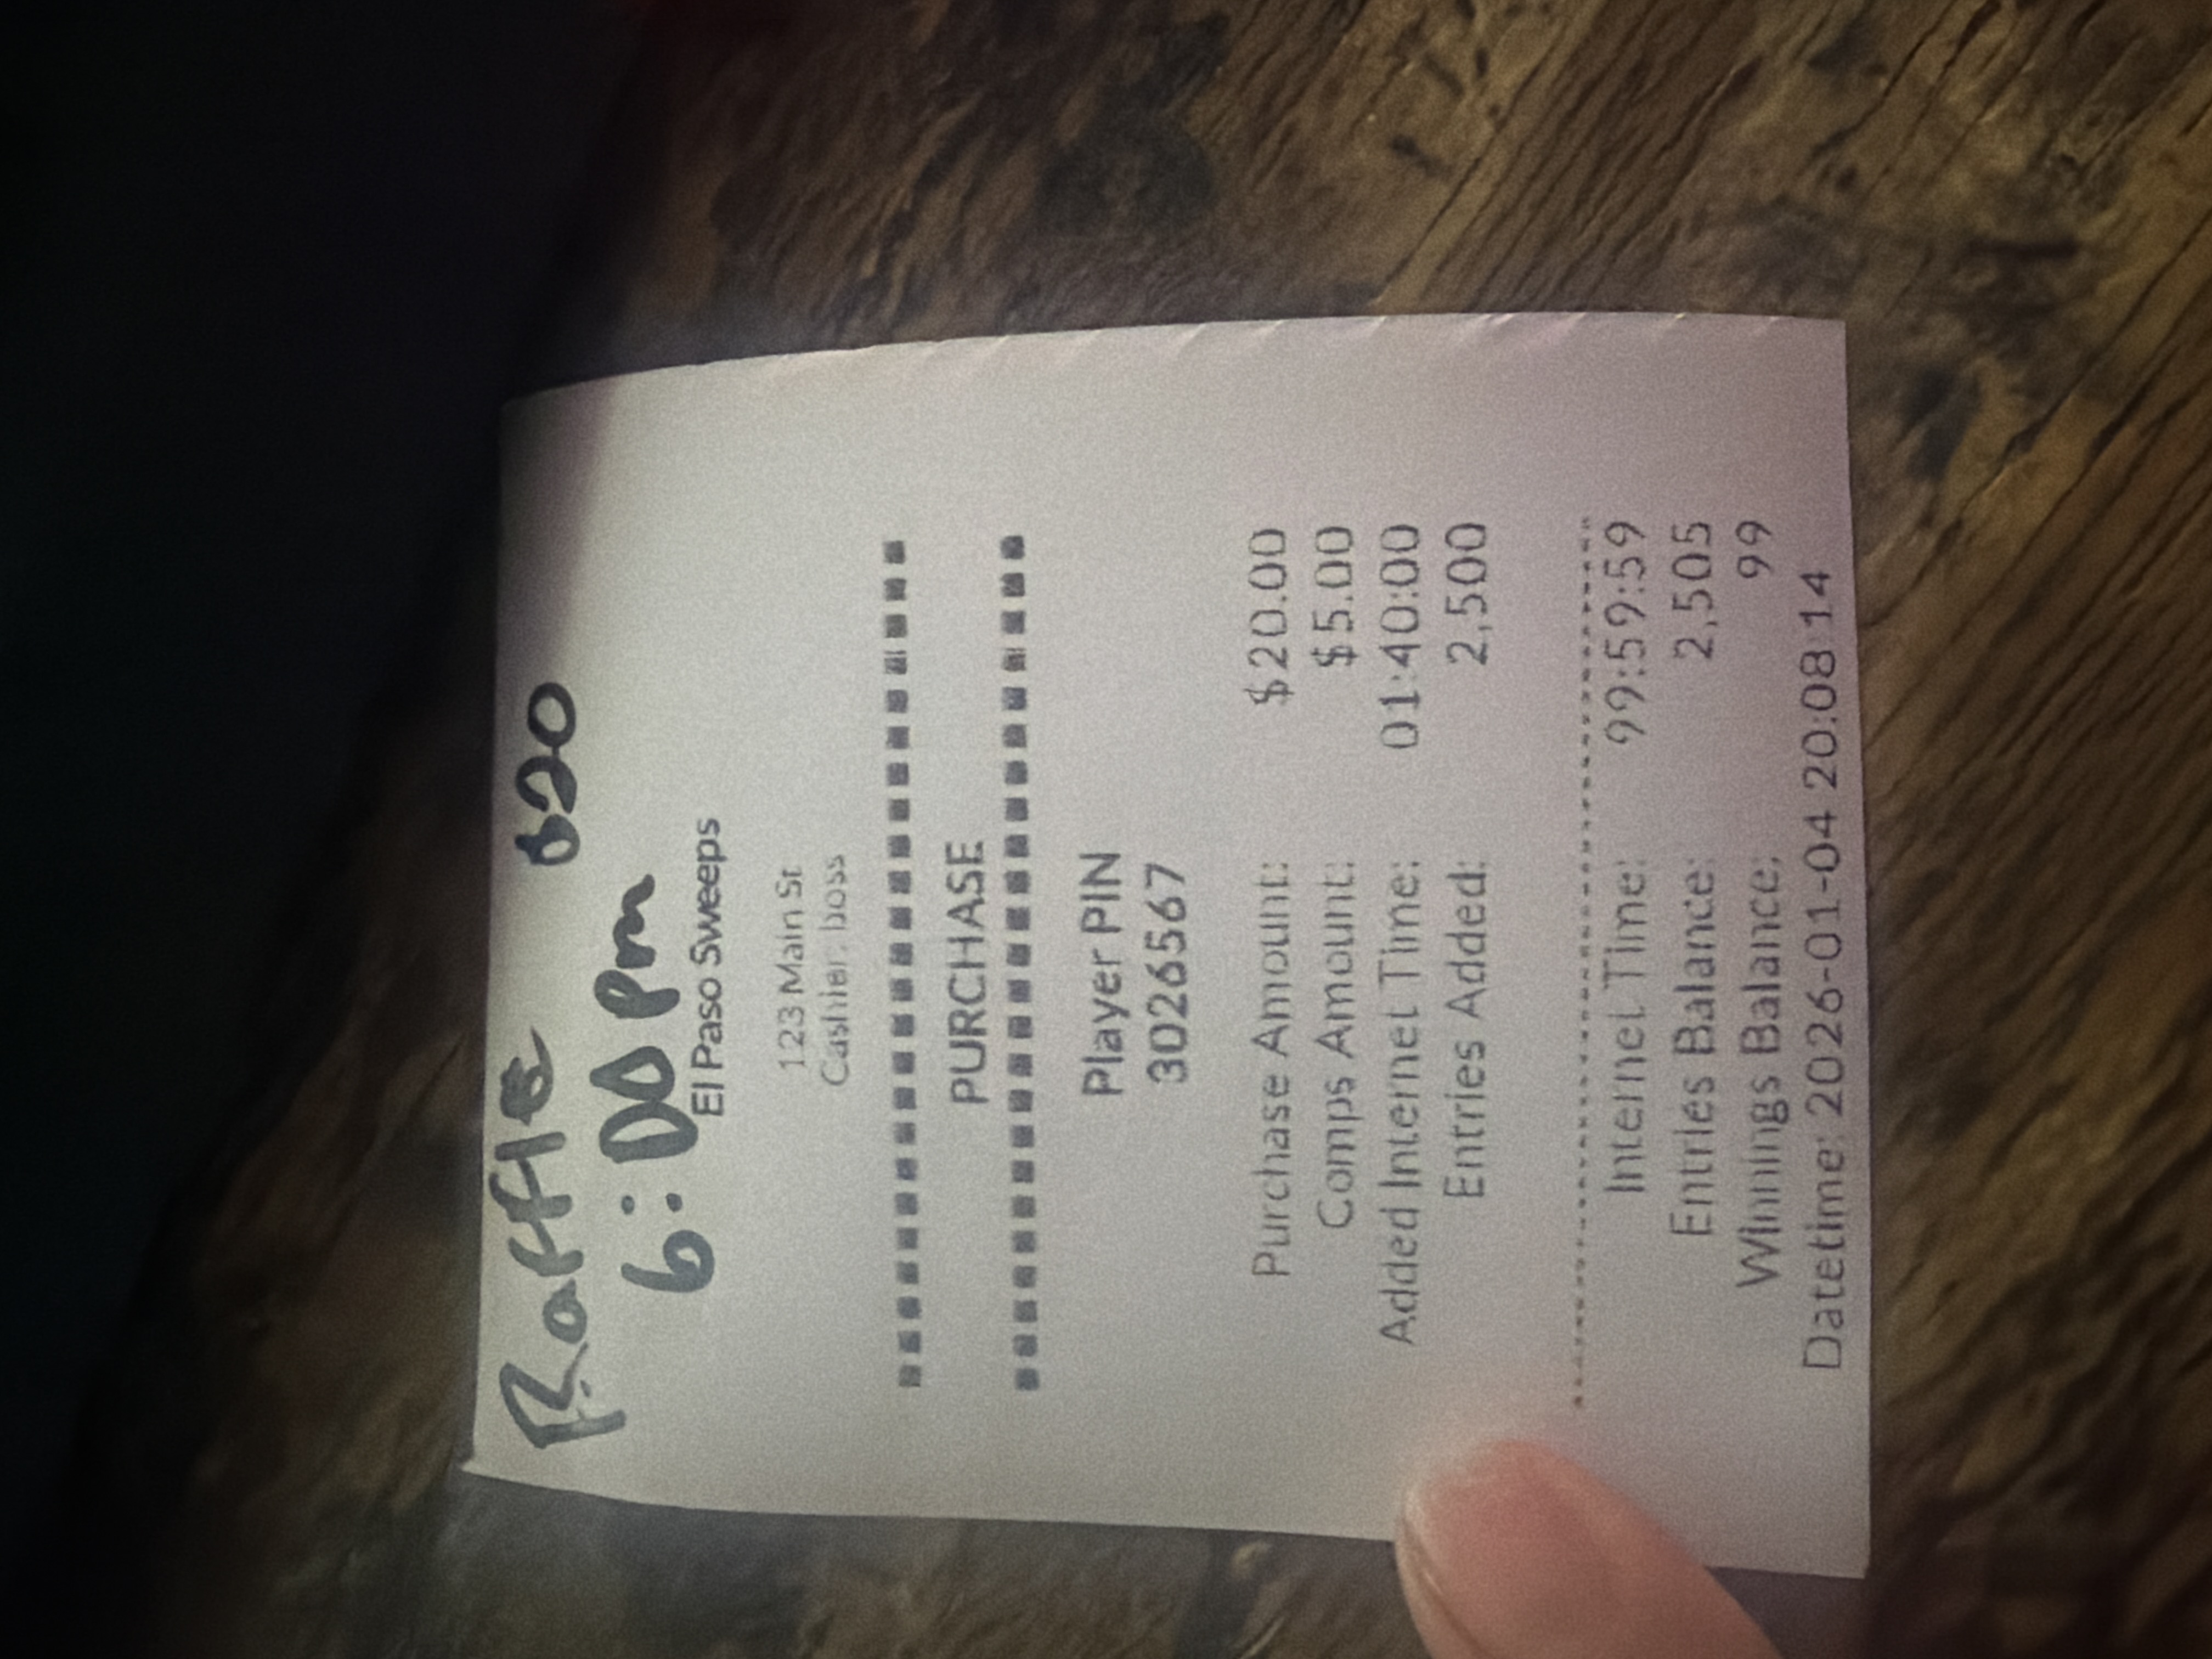 Raffle 620
6:00 Pm
El Paso Sweeps
123 Main St
Cashier: boss
PURCHASE
Player PIN
3026567
Purchase Amount: $20.00
Comps Amount: $5.00
Added Internet Time: 01:40:00
Entries Added: 2,500
Internet Time: 99:59:59
Entries Balance: 2,505
Winnings Balance: 99
Datetime: 2026-01-04 20:08:14